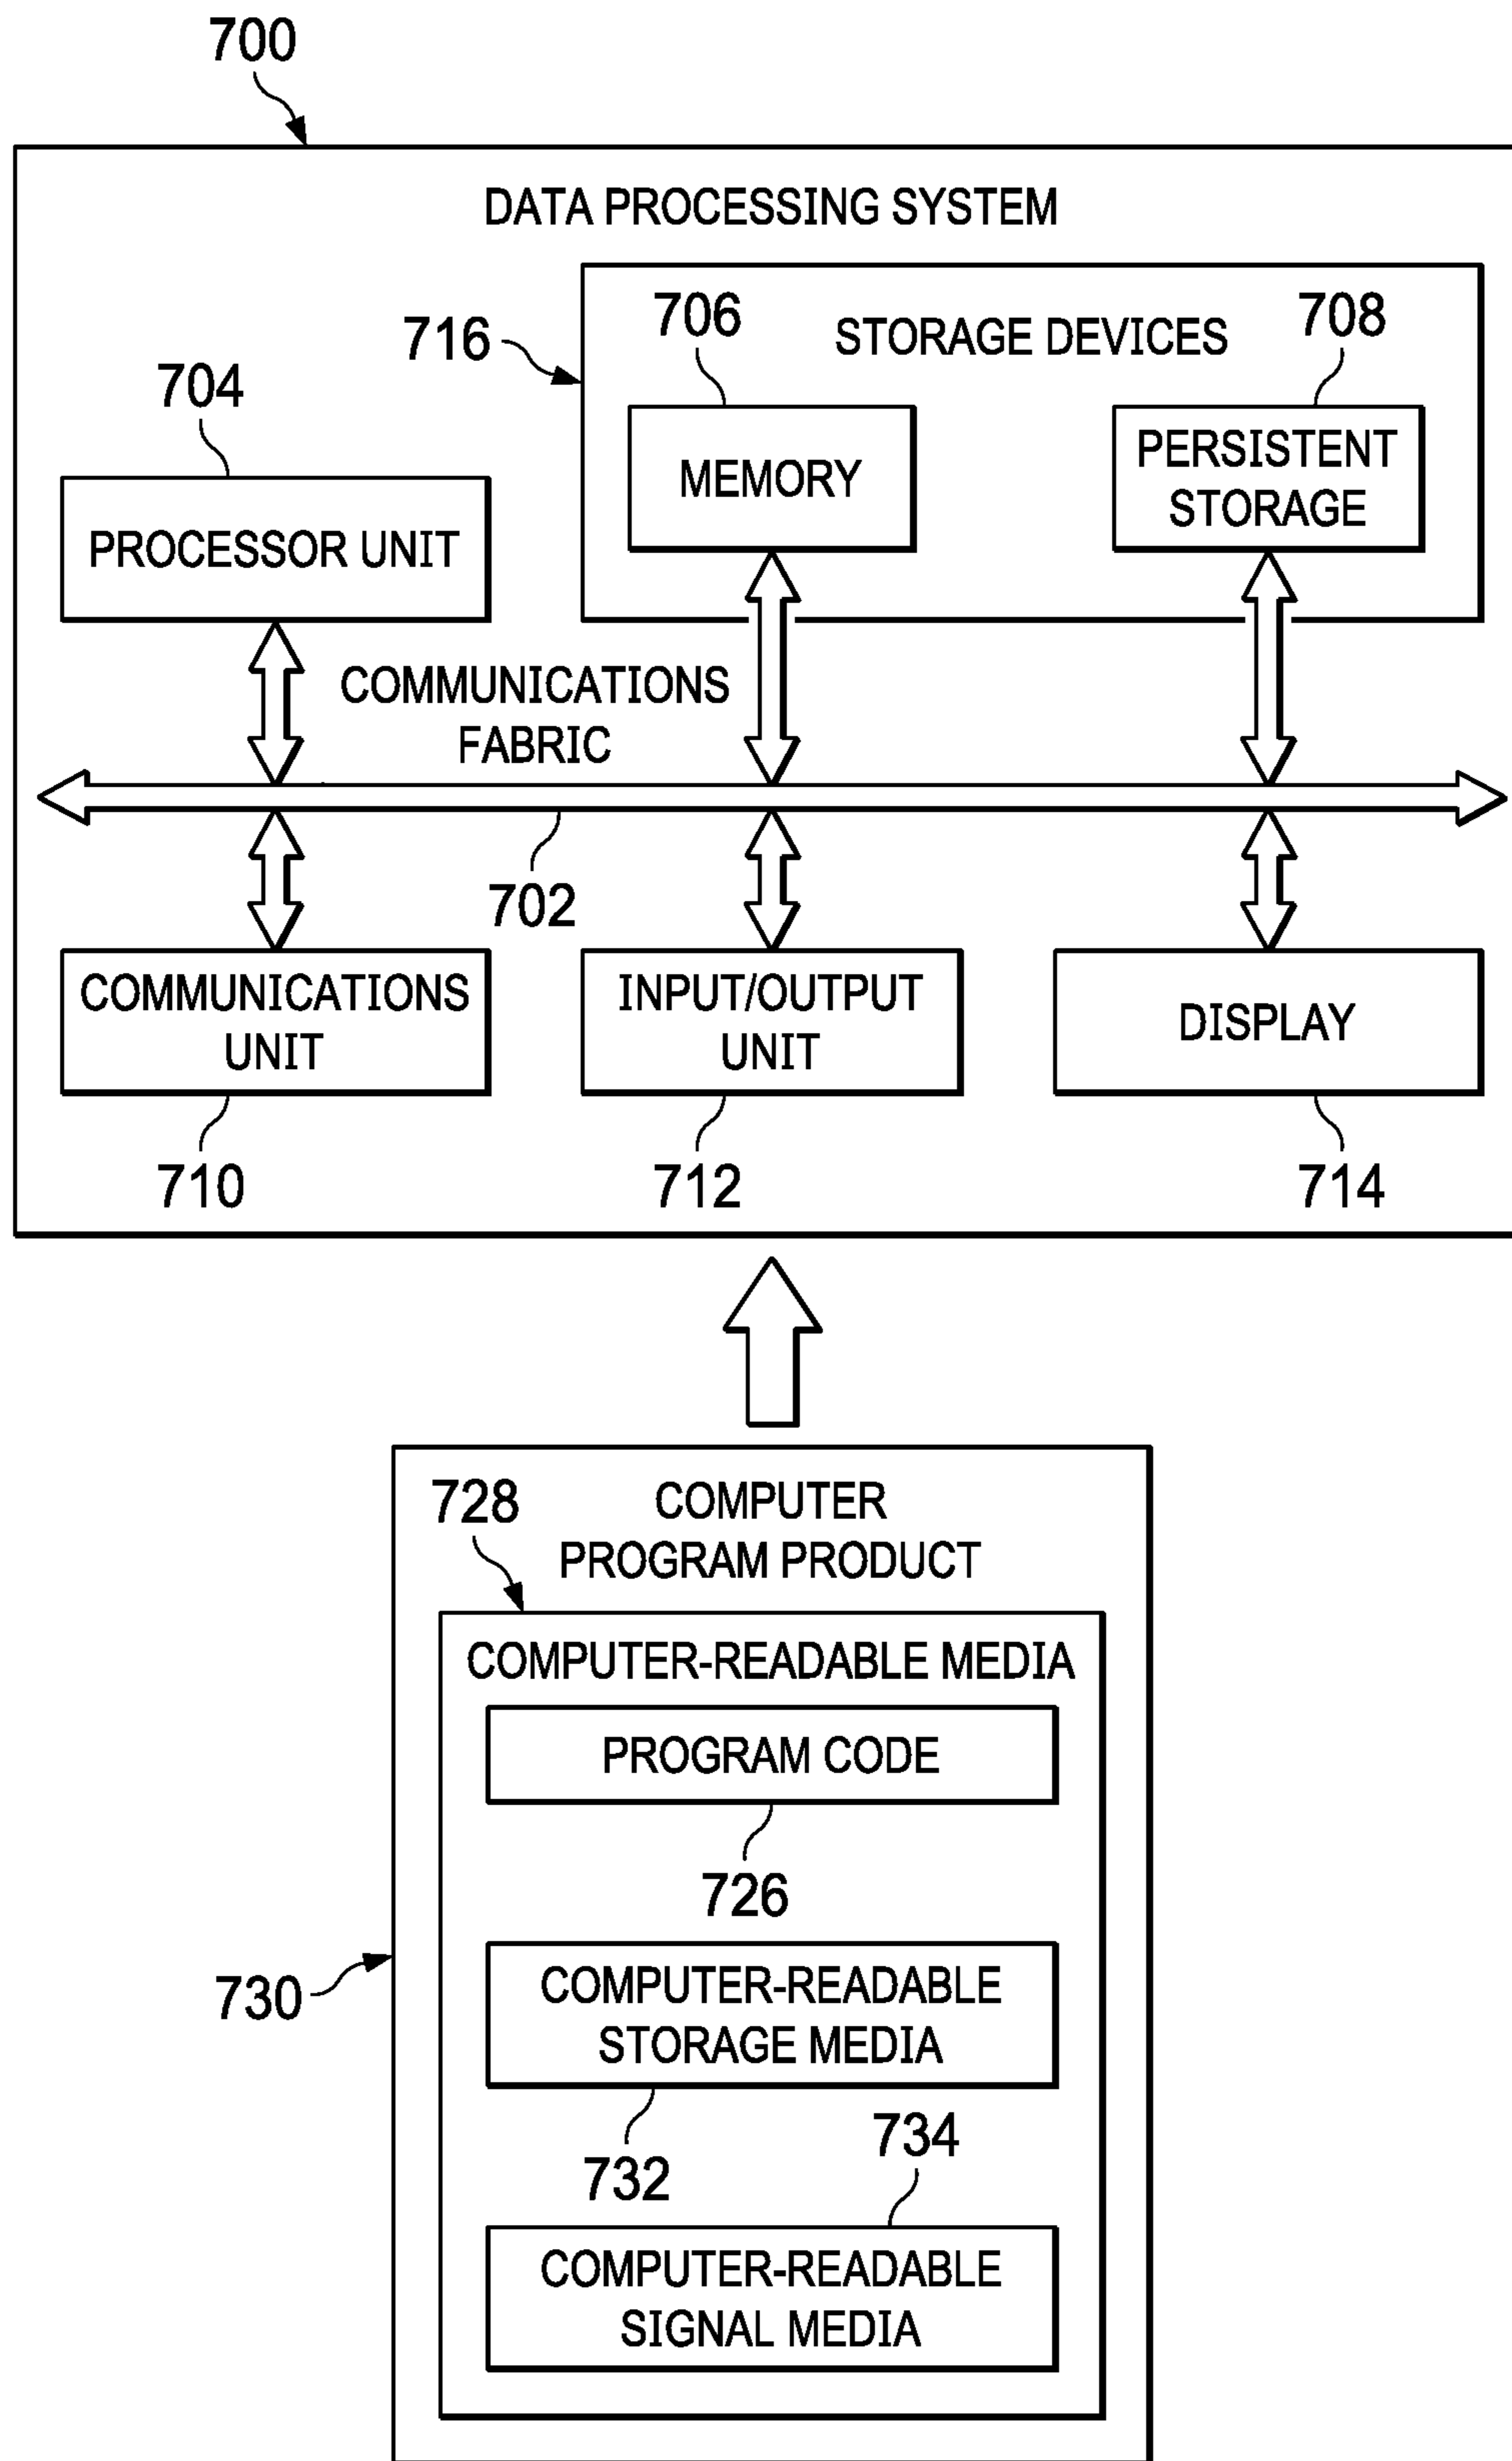 700
DATA PROCESSING SYSTEM
716
706
STORAGE DEVICES
708
704
MEMORY
PERSISTENT
STORAGE
PROCESSOR UNIT
COMMUNICATIONS
FABRIC
702
COMMUNICATIONS
UNIT
INPUT/OUTPUT
UNIT
DISPLAY
710
712
714
728
COMPUTER
PROGRAM PRODUCT
COMPUTER-READABLE MEDIA
PROGRAM CODE
726
730
COMPUTER-READABLE
STORAGE MEDIA
732
734
COMPUTER-READABLE
SIGNAL MEDIA